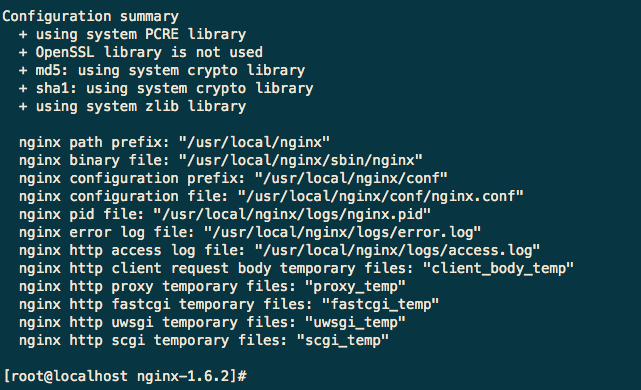 Configuration summary
+ using system PCRE library
+ OpenSSL library is not used
+ md5: using system crypto library
+ sha1: using system crypto library
+ using system zlib library
nginx path prefix: "/usr/local/nginx"
nginx binary file: "/usr/local/nginx/sbin/nginx"
nginx configuration prefix: "/usr/local/nginx/conf"
nginx configuration file: "/usr/local/nginx/conf/nginx.conf"
nginx pid file: "/usr/local/nginx/logs/nginx.pid"
nginx error log file: "/usr/local/nginx/logs/error.log"
nginx http access log file: "/usr/local/nginx/logs/access.log"
nginx http client request body temporary files: "client_body_temp"
nginx http proxy temporary files: "proxy_temp"
nginx http fastcgi temporary files: "fastcgi_temp"
nginx http uwsgi temporary files: "uwsgi_temp"
nginx http scgi temporary files: "scgi_temp"
[root@localhost nginx-1.6.2]#